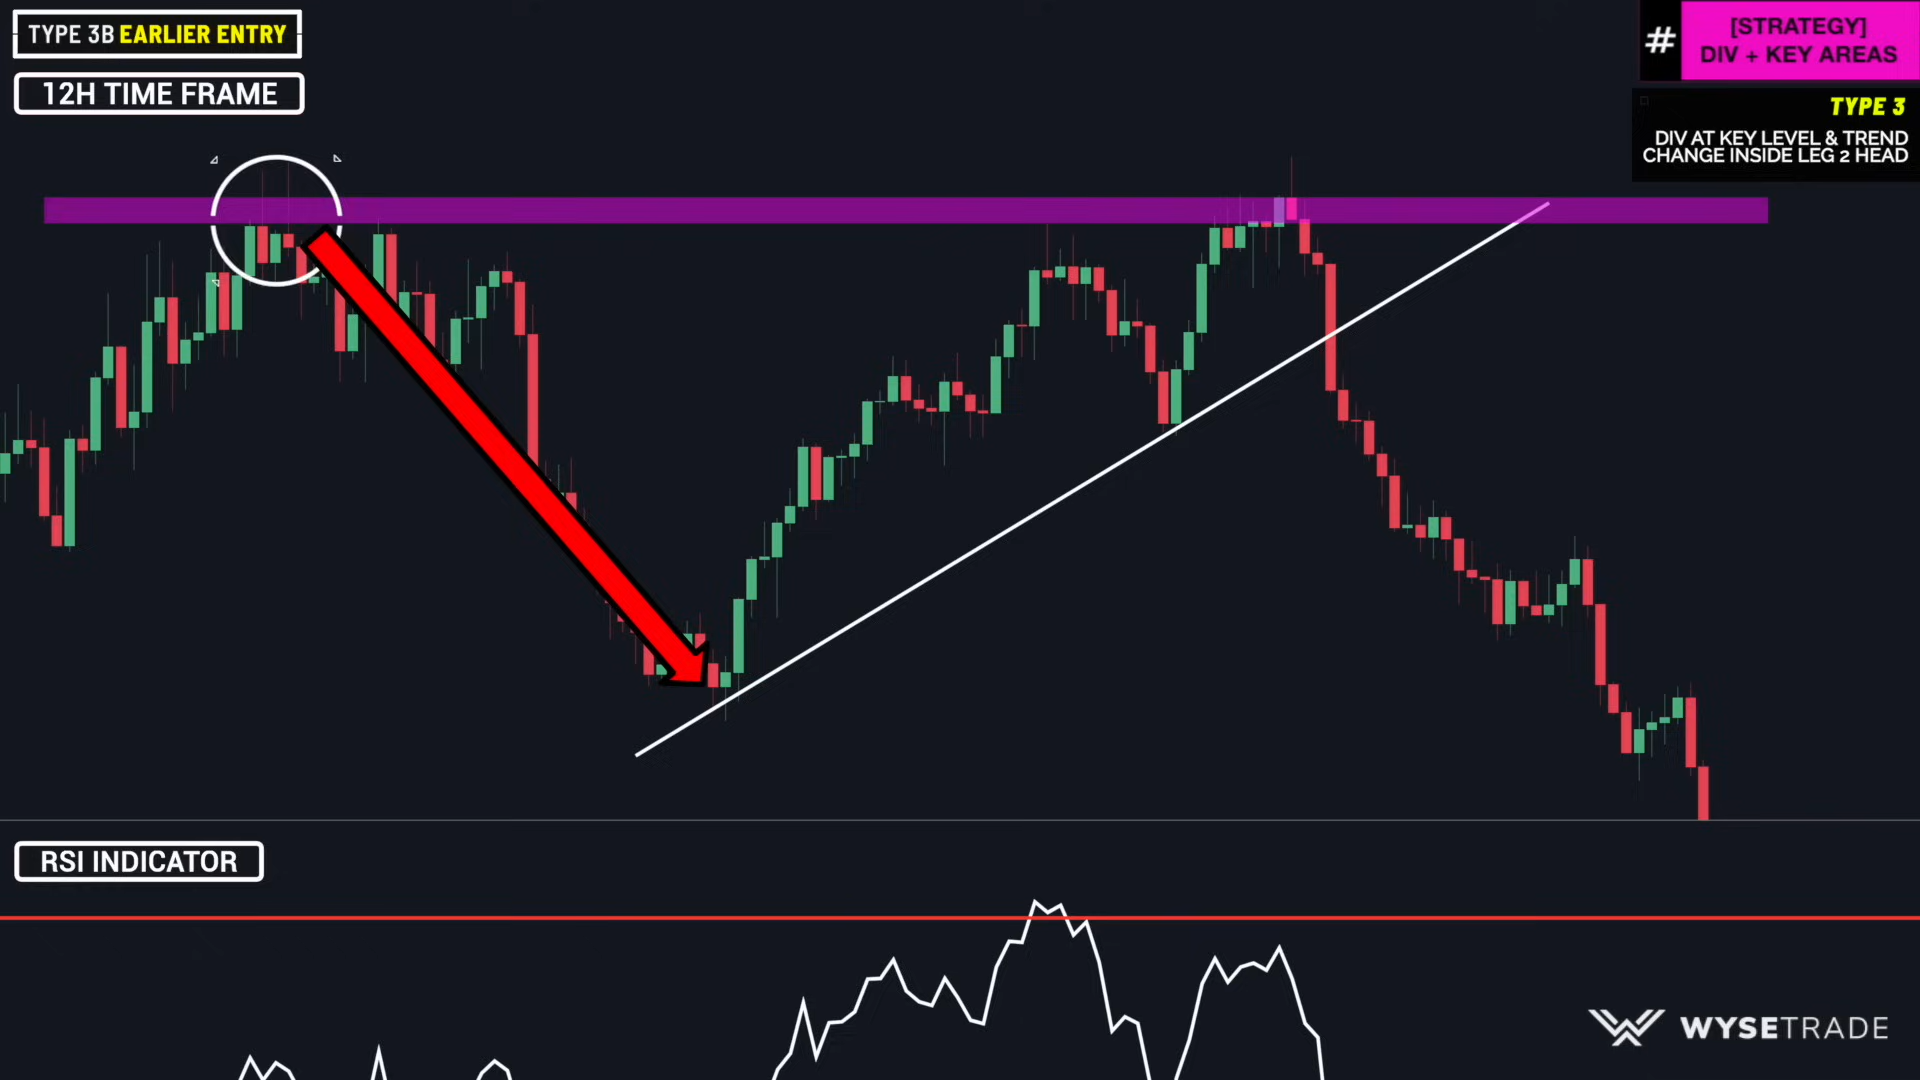 TYPE 3B EARLIER ENTRY
12H TIME FRAME
#
[STRATEGY]
DIV + KEY AREAS
TYPE 3
DIV AT KEY LEVEL & TREND
CHANGE INSIDE LEG 2 HEAD
RSI INDICATOR
WYSETRADE